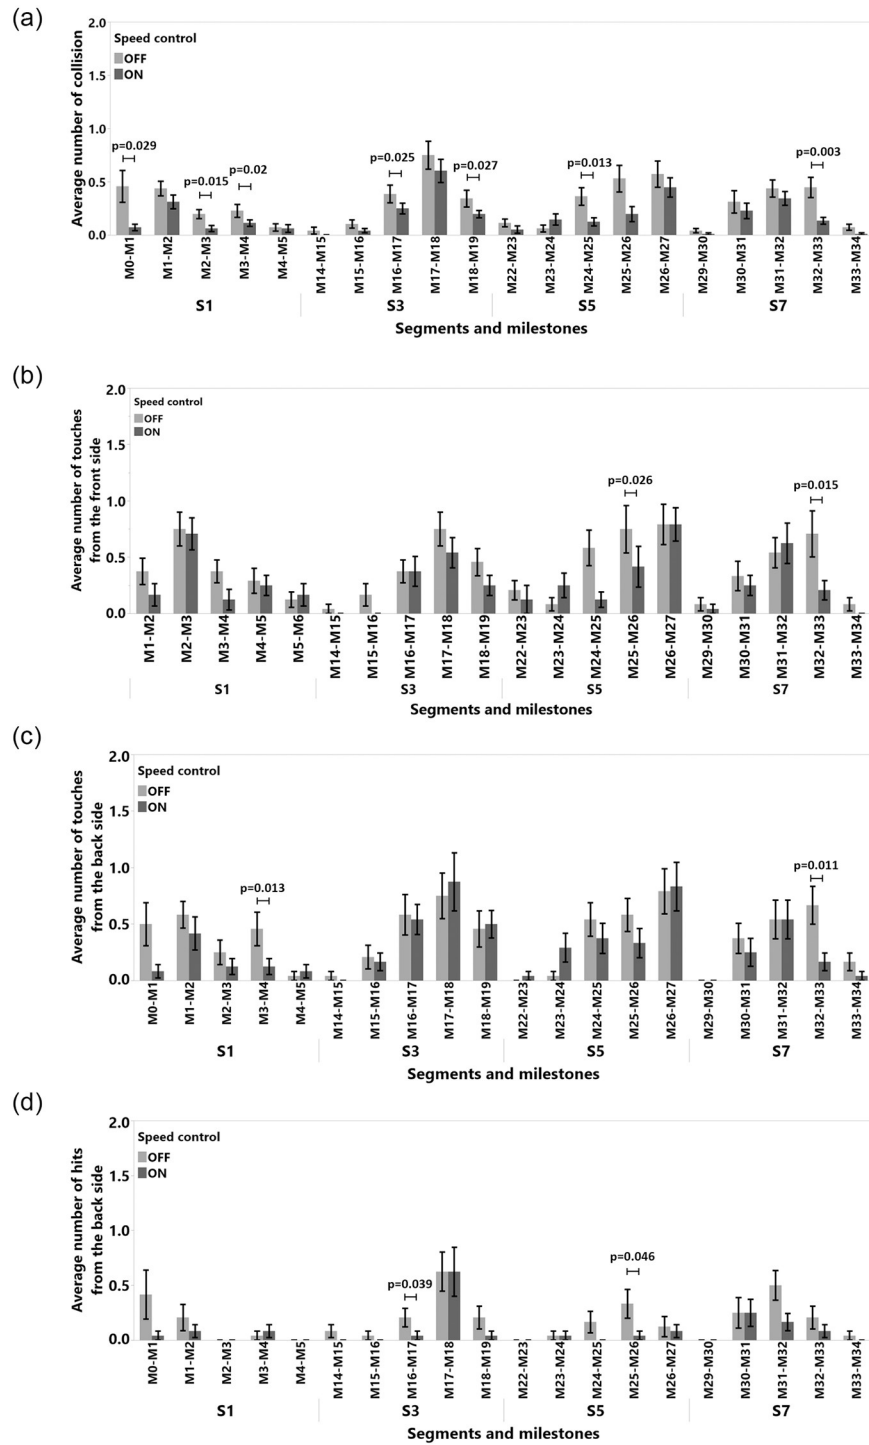 (a)
Average number of collision
2.0
1.5
1.0
0.5
0.0
Speed control
OFF
ON
p=0.029
p=0.015
p=0.02
p=0.025
p=0.027
p=0.013
p=0.003
M0-M1
M1-M2
M2-M3
M3-M4
M4-M5
M14-M15
M15-M16
M16-M17
M17-M18
M18-M19
M22-M23
M23-M24
M24-M25
M25-M26
M26-M27
M29-M30
M30-M31
M31-M32
M32-M33
M33-M34
S1
S3
S5
S7
Segments and milestones
(b)
Average number of touches
from the front side
2.0
1.5
1.0
0.5
0.0
Speed control
OFF
ON
p=0.026
p=0.015
M1-M2
M2-M3
M3-M4
M4-M5
M5-M6
M14-M15
M15-M16
M16-M17
M17-M18
M18-M19
M22-M23
M23-M24
M24-M25
M25-M26
M26-M27
M29-M30
M30-M31
M31-M32
M32-M33
M33-M34
S1
S3
S5
S7
Segments and milestones
(c)
Average number of touches
from the back side
2.0
1.5
1.0
0.5
0.0
Speed control
OFF
ON
p=0.013
p=0.011
M0-M1
M1-M2
M2-M3
M3-M4
M4-M5
M14-M15
M15-M16
M16-M17
M17-M18
M18-M19
M22-M23
M23-M24
M24-M25
M25-M26
M26-M27
M29-M30
M30-M31
M31-M32
M32-M33
M33-M34
S1
S3
S5
S7
Segments and milestones
(d)
Average number of hits
from the back side
2.0
1.5
1.0
0.5
0.0
Speed control
OFF
ON
p=0.039
p=0.046
M0-M1
M1-M2
M2-M3
M3-M4
M4-M5
M14-M15
M15-M16
M16-M17
M17-M18
M18-M19
M22-M23
M23-M24
M24-M25
M25-M26
M26-M27
M29-M30
M30-M31
M31-M32
M32-M33
M33-M34
S1
S3
S5
S7
Segments and milestones